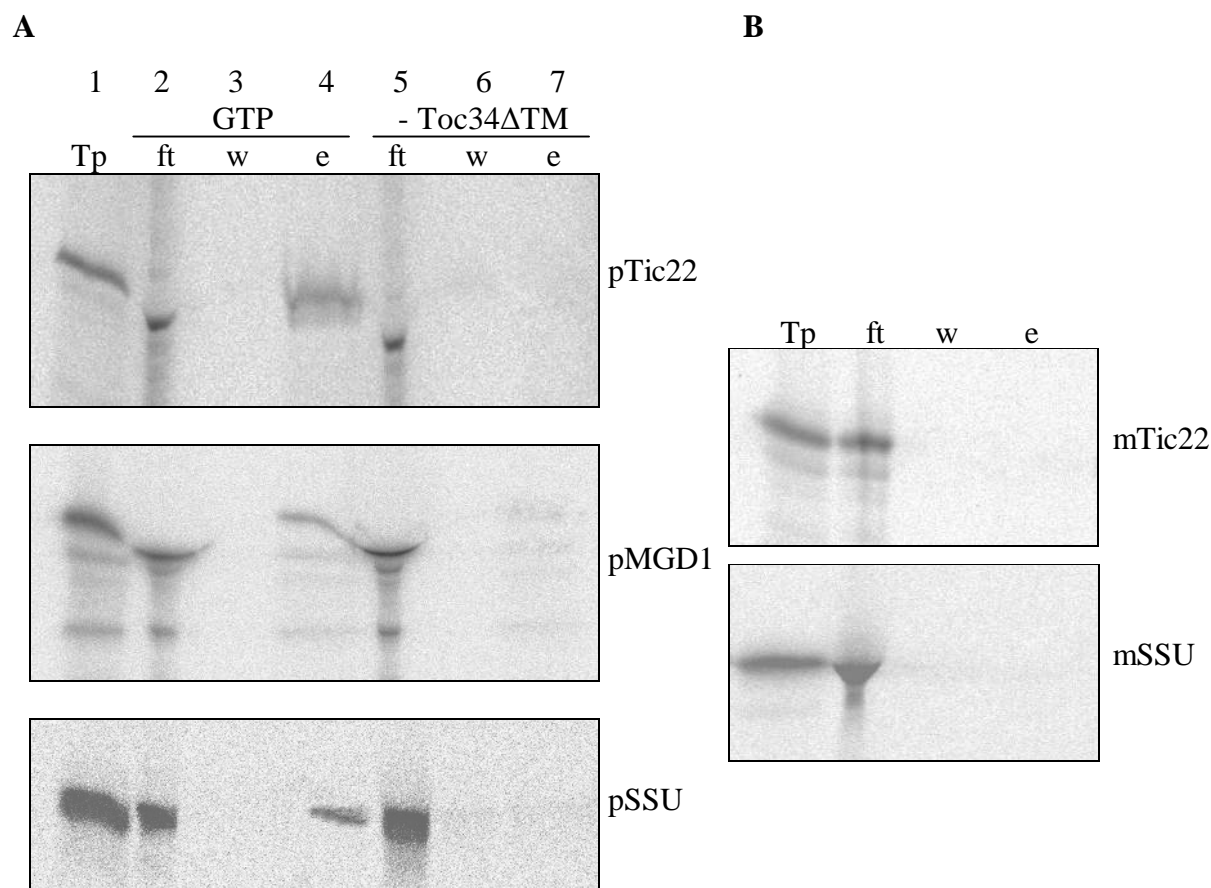 A
B
1 2 3 4 5 6 7
GTP - Toc34ΔTM
Tp ft w e ft w e
pTic22
pMGD1
pSSU
Tp ft w e
mTic22
mSSU